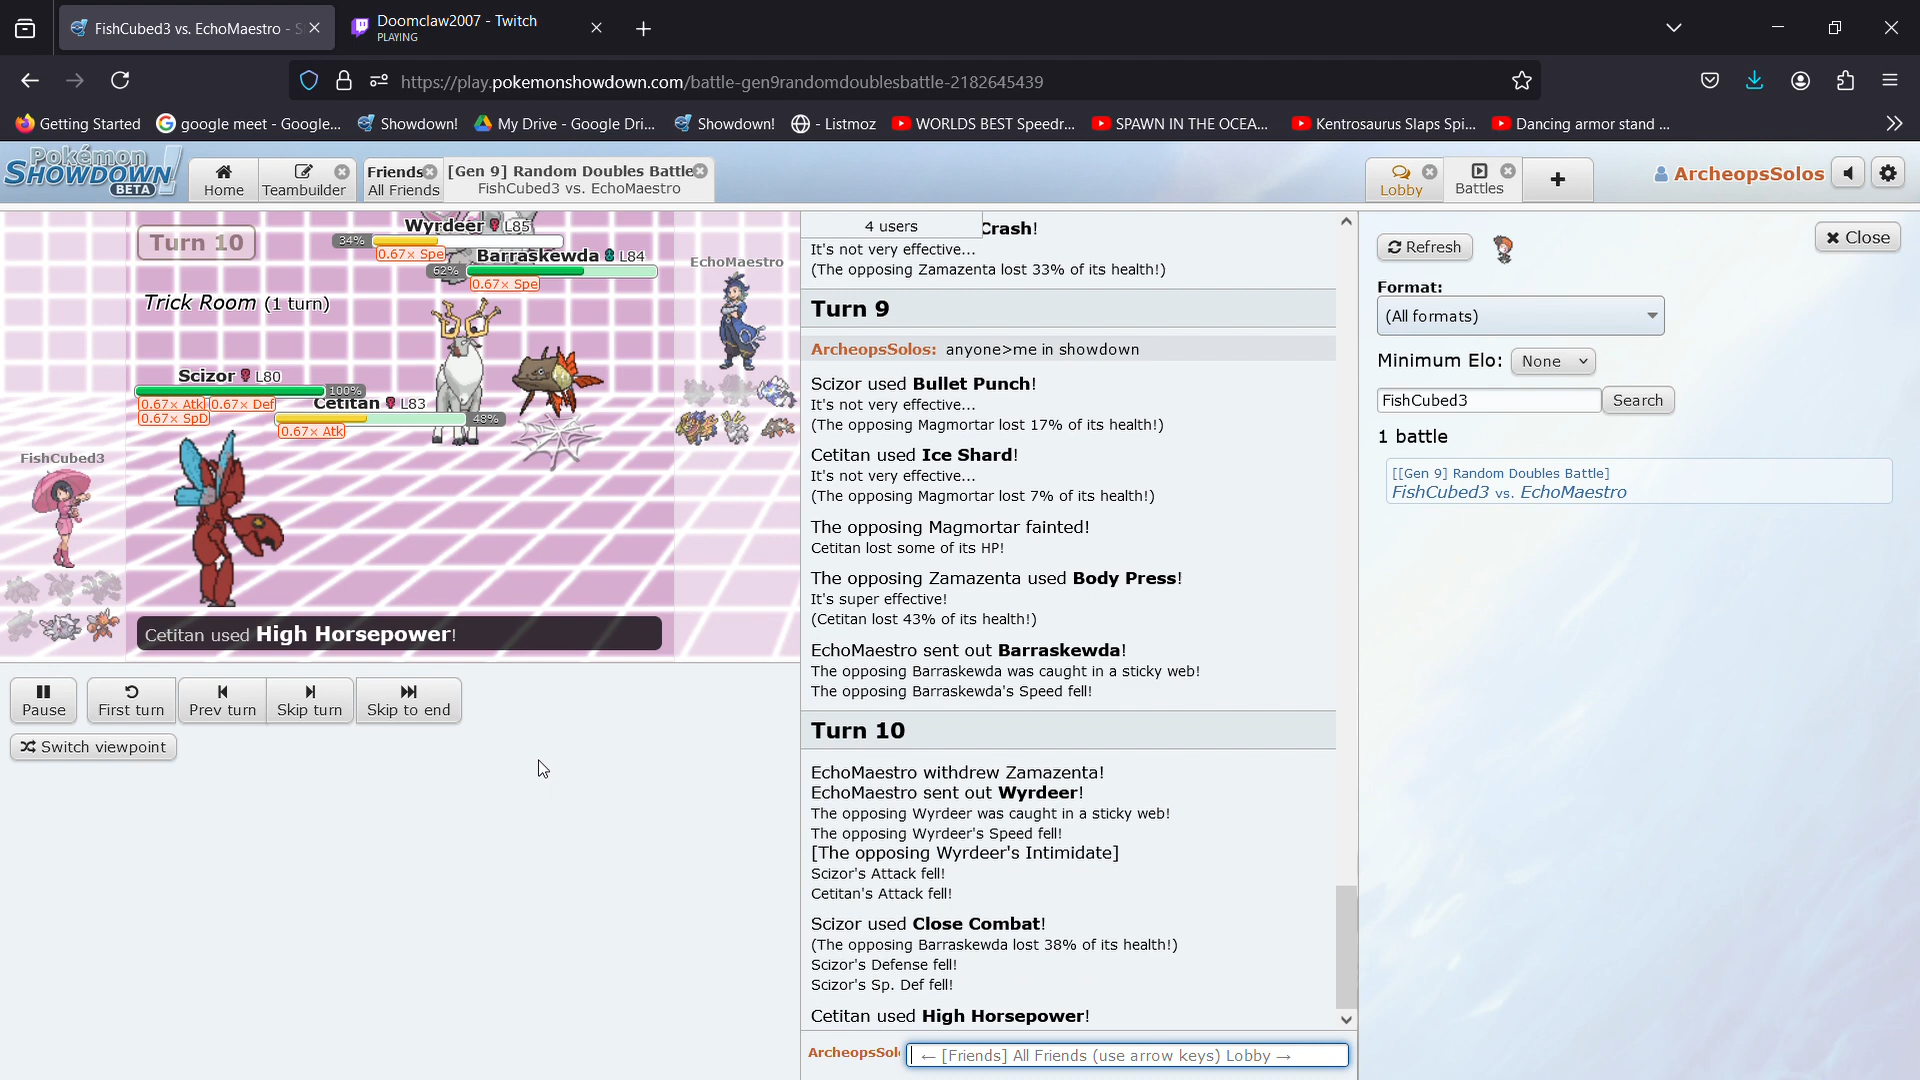 FishCubed3 vs. EchoMaestro - S
Doomclaw2007 - Twitch
PLAYING
https://play.pokemonshowdown.com/battle-gen9randomdoublesbattle-2182645439
Getting Started
google meet - Google...
Showdown!
My Drive - Google Dri...
Showdown!
- Listmoz
WORLDS BEST Speedr...
SPAWN IN THE OCEA...
Kentrosaurus Slaps Spi...
Dancing armor stand ...
Pokémon
SHOWDOWN!
BETA
Home
Teambuilder
Friends
All Friends
[Gen 9] Random Doubles Battle
FishCubed3 vs. EchoMaestro
Lobby
Battles
ArcheopsSolos
Turn 10
Wyrdeer L85
34%
0.67× Spe
Barraskewda L84
62%
0.67× Spe
EchoMaestro
Trick Room (1 turn)
Scizor L80
100%
0.67× Atk 0.67× Def
0.67× SpD
Cetitan L83
48%
0.67× Atk
FishCubed3
Cetitan used High Horsepower!
Pause
First turn
Prev turn
Skip turn
Skip to end
Switch viewpoint
4 users
Crash!
It's not very effective...
(The opposing Zamazenta lost 33% of its health!)
Turn 9
ArcheopsSolos: anyone>me in showdown
Scizor used Bullet Punch!
It's not very effective...
(The opposing Magmortar lost 17% of its health!)
Cetitan used Ice Shard!
It's not very effective...
(The opposing Magmortar lost 7% of its health!)
The opposing Magmortar fainted!
Cetitan lost some of its HP!
The opposing Zamazenta used Body Press!
It's super effective!
(Cetitan lost 43% of its health!)
EchoMaestro sent out Barraskewda!
The opposing Barraskewda was caught in a sticky web!
The opposing Barraskewda's Speed fell!
Turn 10
EchoMaestro withdrew Zamazenta!
EchoMaestro sent out Wyrdeer!
The opposing Wyrdeer was caught in a sticky web!
The opposing Wyrdeer's Speed fell!
[The opposing Wyrdeer's Intimidate]
Scizor's Attack fell!
Cetitan's Attack fell!
Scizor used Close Combat!
(The opposing Barraskewda lost 38% of its health!)
Scizor's Defense fell!
Scizor's Sp. Def fell!
Cetitan used High Horsepower!
ArcheopsSol
← [Friends] All Friends (use arrow keys) Lobby →
Refresh
Close
Format:
(All formats)
Minimum Elo: None
FishCubed3
Search
1 battle
[[Gen 9] Random Doubles Battle]
FishCubed3 vs. EchoMaestro